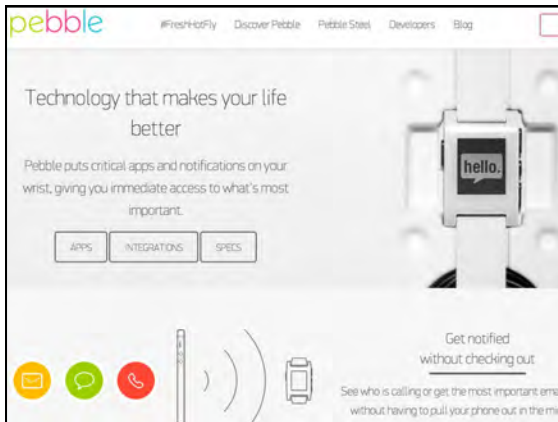 pebble
#FreshHotFly Discover Pebble Pebble Steel Developers Blog
Technology that makes your life
better
Pebble puts critical apps and notifications on your
wrist, giving you immediate access to what's most
important.
APPS INTEGRATIONS SPECS
hello.
Get notified
without checking out
See who is calling or get the most important
without having to pull your phone out in the